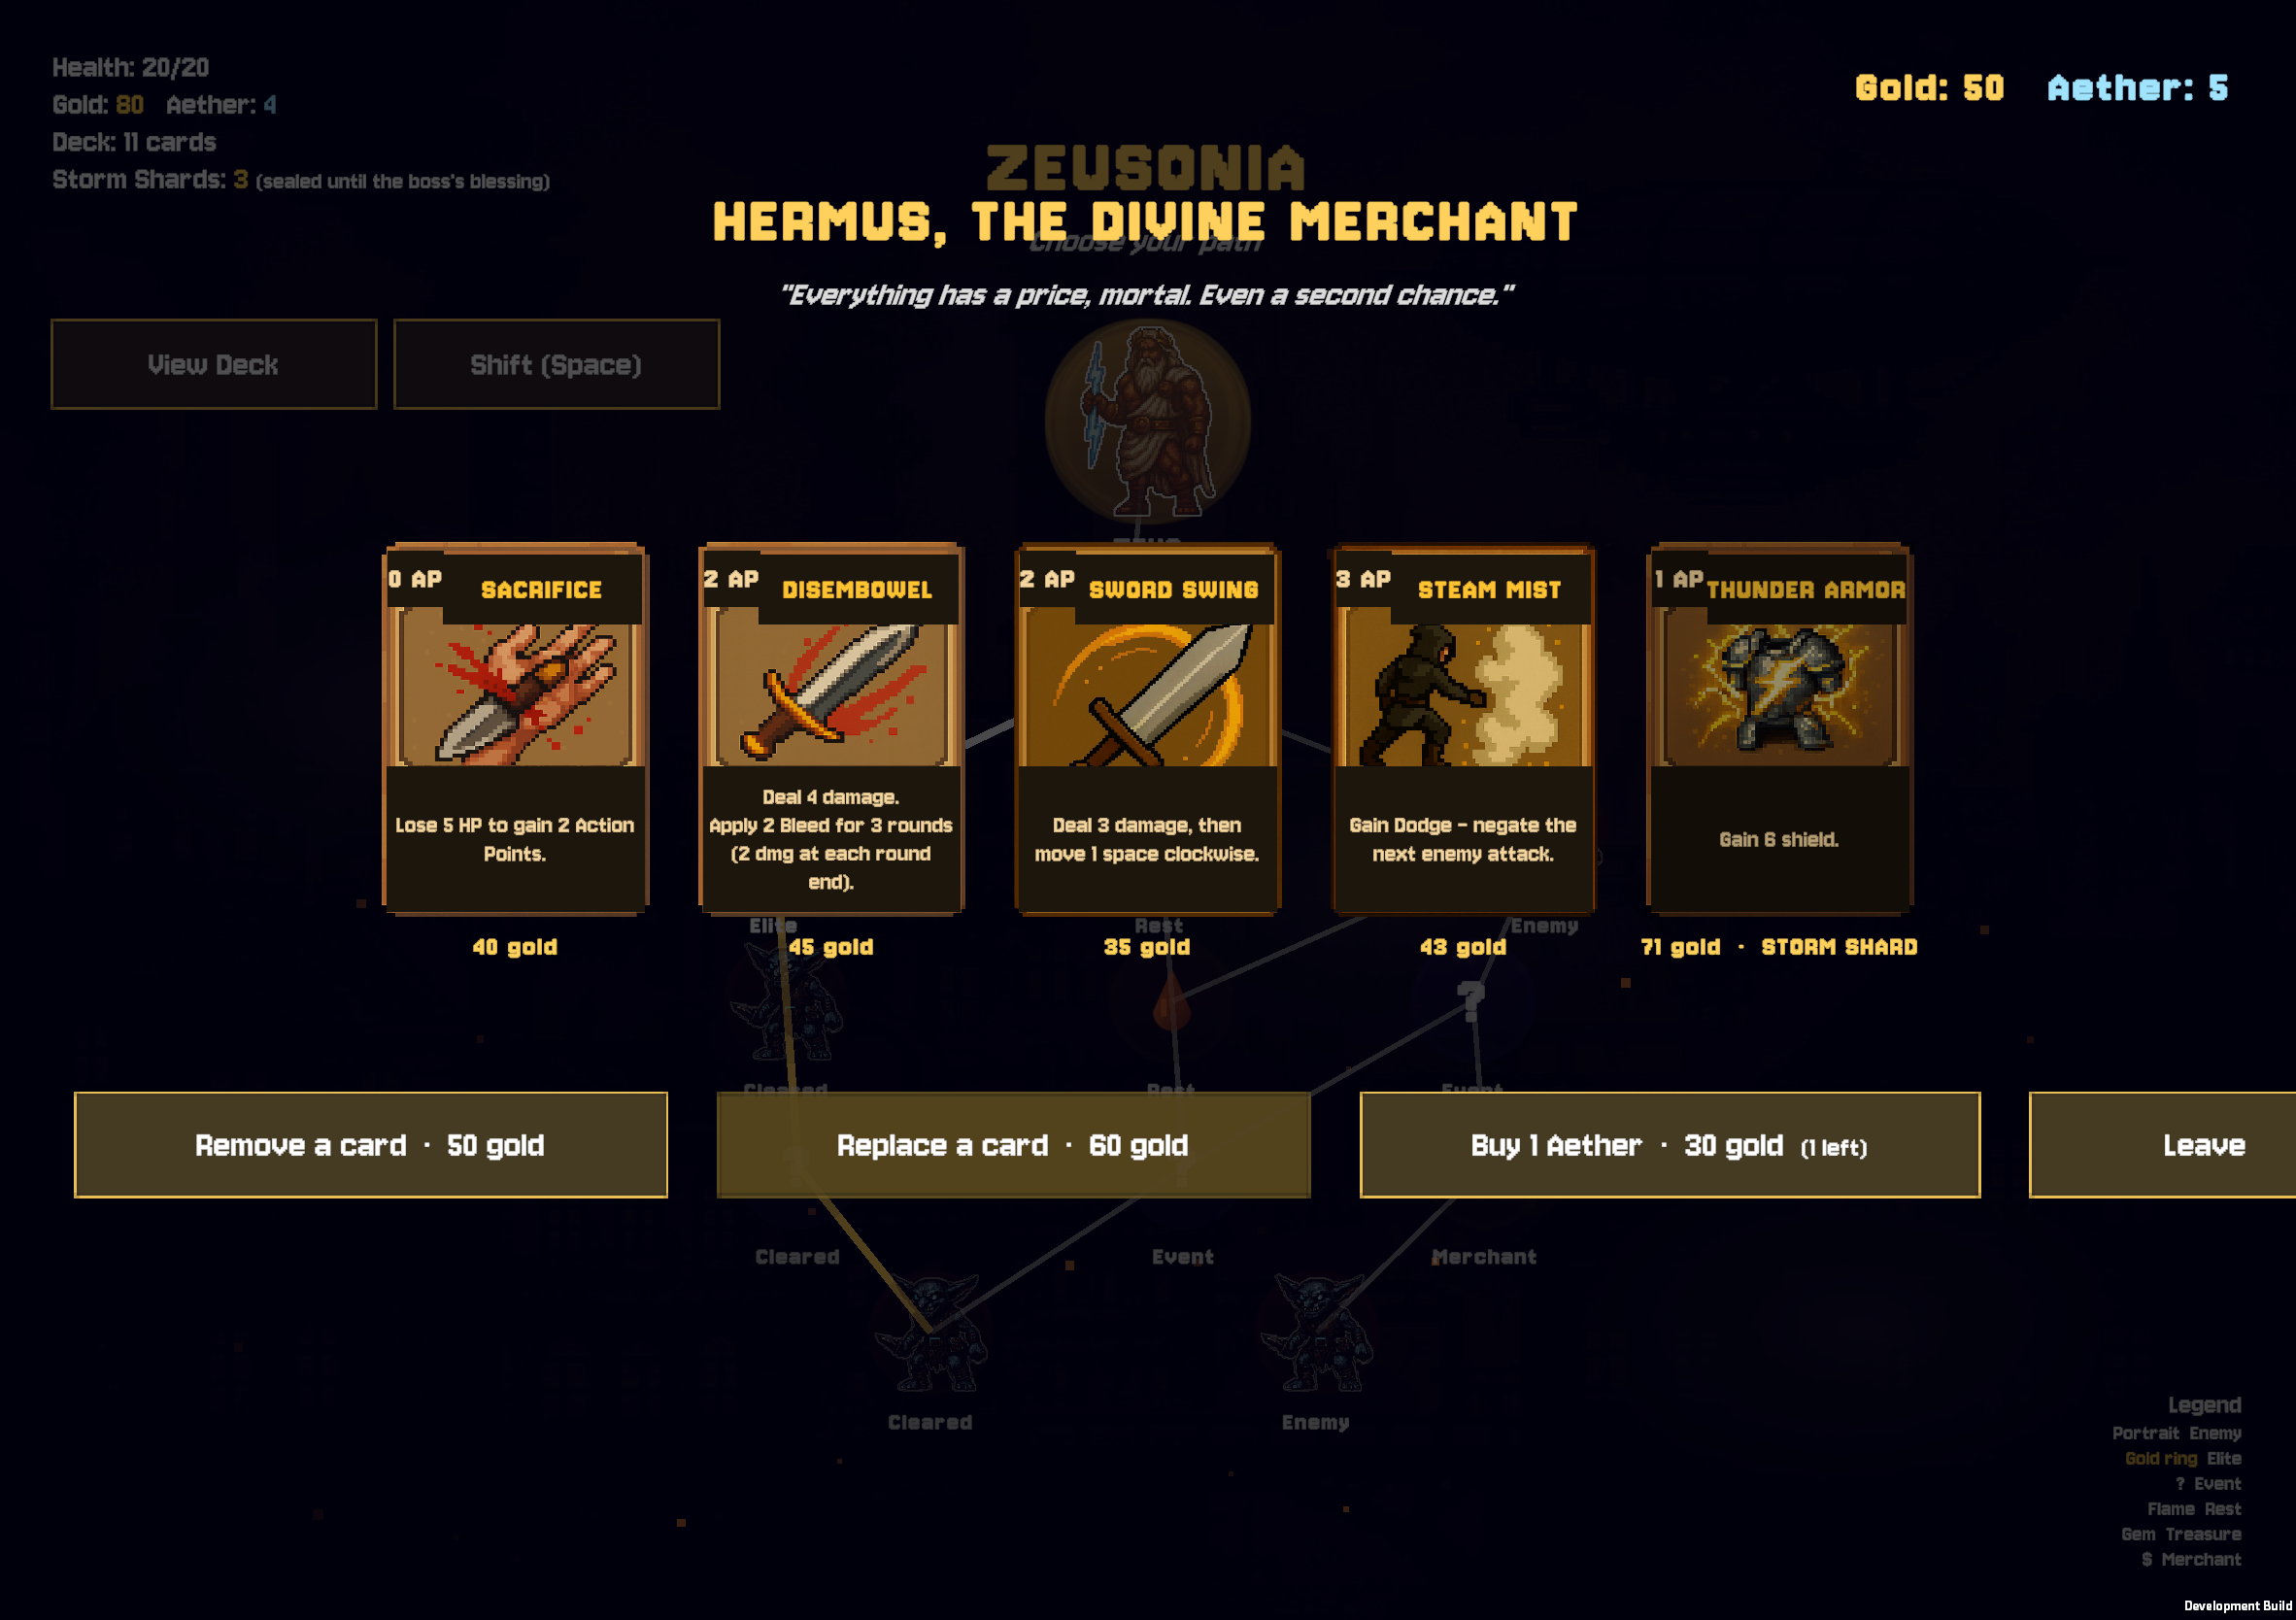 Health: 20/20
Gold: 80 Aether: 4
Deck: 11 cards
Storm Shards: 3 (sealed until the boss's blessing)
Gold: 50 Aether: 5
ZEUSONIA
HERMUS, THE DIVINE MERCHANT
Choose your path
"Everything has a price, mortal. Even a second chance."
View Deck
Shift (Space)
0 AP
SACRIFICE
Lose 5 HP to gain 2 Action
Points.
40 gold
2 AP
DISEMBOWEL
Deal 4 damage.
Apply 2 Bleed for 3 rounds
(2 dmg at each round
end).
45 gold
2 AP
SWORD SWING
Deal 3 damage, then
move 1 space clockwise.
35 gold
3 AP
STEAM MIST
Gain Dodge - negate the
next enemy attack.
43 gold
1 AP
THUNDER ARMOR
Gain 6 shield.
71 gold · STORM SHARD
Elite
Rest
Enemy
?
Cleared
Rest
Event
Remove a card · 50 gold
Replace a card · 60 gold
Buy 1 Aether · 30 gold (1 left)
Leave
Cleared
Event
Merchant
Cleared
Enemy
Legend
Portrait Enemy
Gold ring Elite
? Event
Flame Rest
Gem Treasure
$ Merchant
Development Build